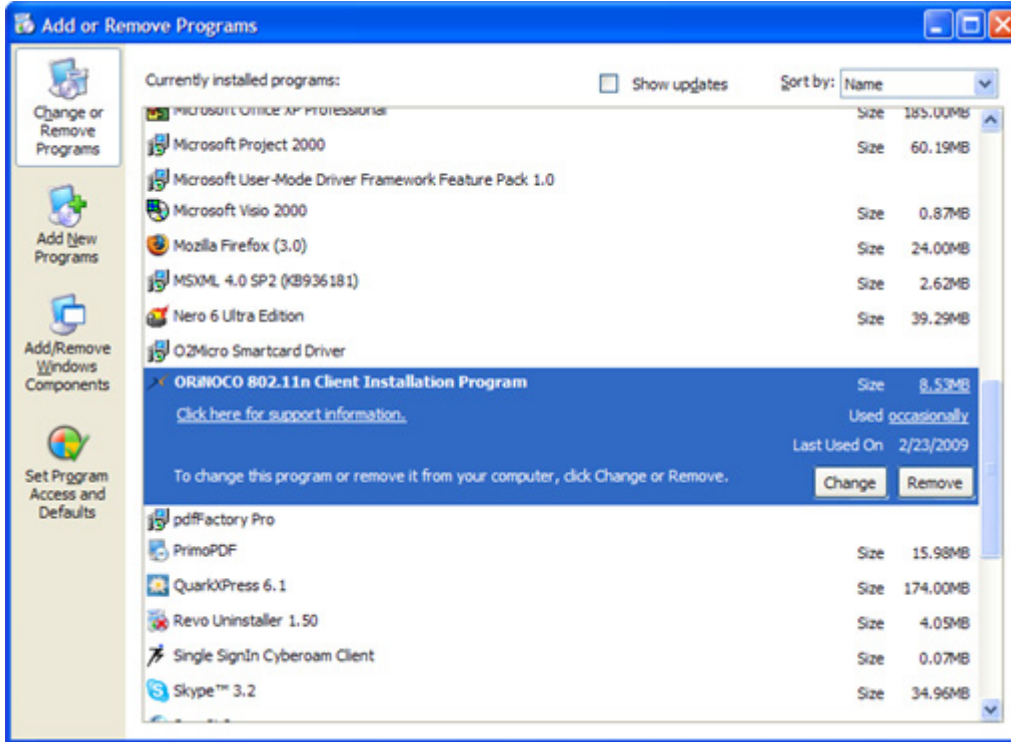 Add or Remove Programs
Change or
Remove
Programs
Add New
Programs
Add/Remove
Windows
Components
Set Program
Access and
Defaults
Currently installed programs:
Show updates
Sort by: Name
Microsoft Office XP Professional Size 185.00MB
Microsoft Project 2000 Size 60.19MB
Microsoft User-Mode Driver Framework Feature Pack 1.0
Microsoft Visio 2000 Size 0.87MB
Mozilla Firefox (3.0) Size 24.00MB
MSXML 4.0 SP2 (KB936181) Size 2.62MB
Nero 6 Ultra Edition Size 39.29MB
O2Micro Smartcard Driver
ORiNOCO 802.11n Client Installation Program Size 8.53MB
Click here for support information. Used occasionally
Last Used On 2/23/2009
To change this program or remove it from your computer, click Change or Remove. Change Remove
pdfFactory Pro
PrimoPDF Size 15.98MB
QuarkXPress 6.1 Size 174.00MB
Revo Uninstaller 1.50 Size 4.05MB
Single SignIn Cyberoam Client Size 0.07MB
Skype™ 3.2 Size 34.96MB